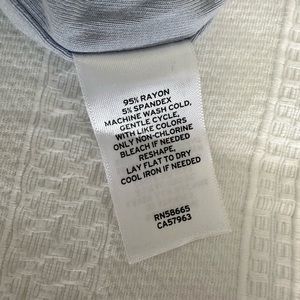 95% RAYON
5% SPANDEX
MACHINE WASH COLD,
GENTLE CYCLE,
WITH LIKE COLORS
ONLY NON-CHLORINE
BLEACH IF NEEDED
RESHAPE,
LAY FLAT TO DRY
COOL IRON IF NEEDED
RN58665
CA57963